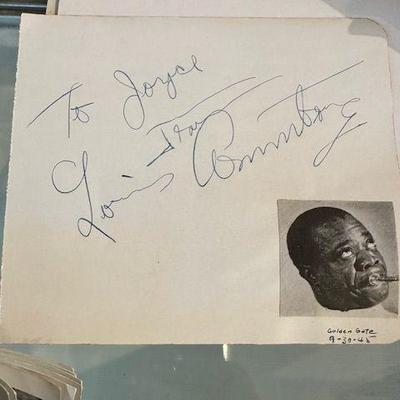 To Joyce
From
Louis Armstrong
Golden Gate
9-30-45